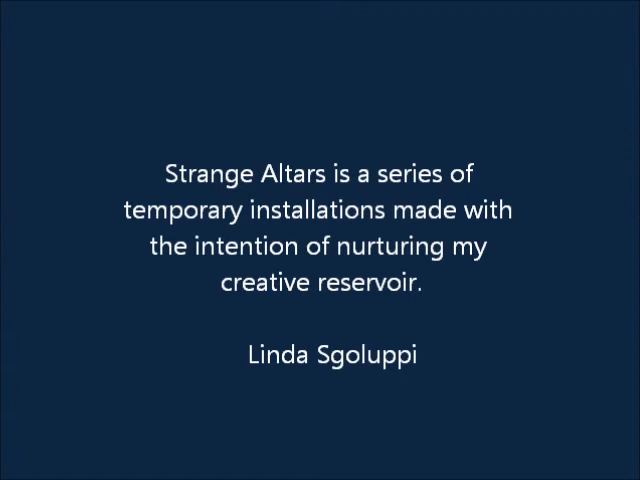 Strange Altars is a series of
temporary installations made with
the intention of nurturing my
creative reservoir.
Linda Sgoluppi